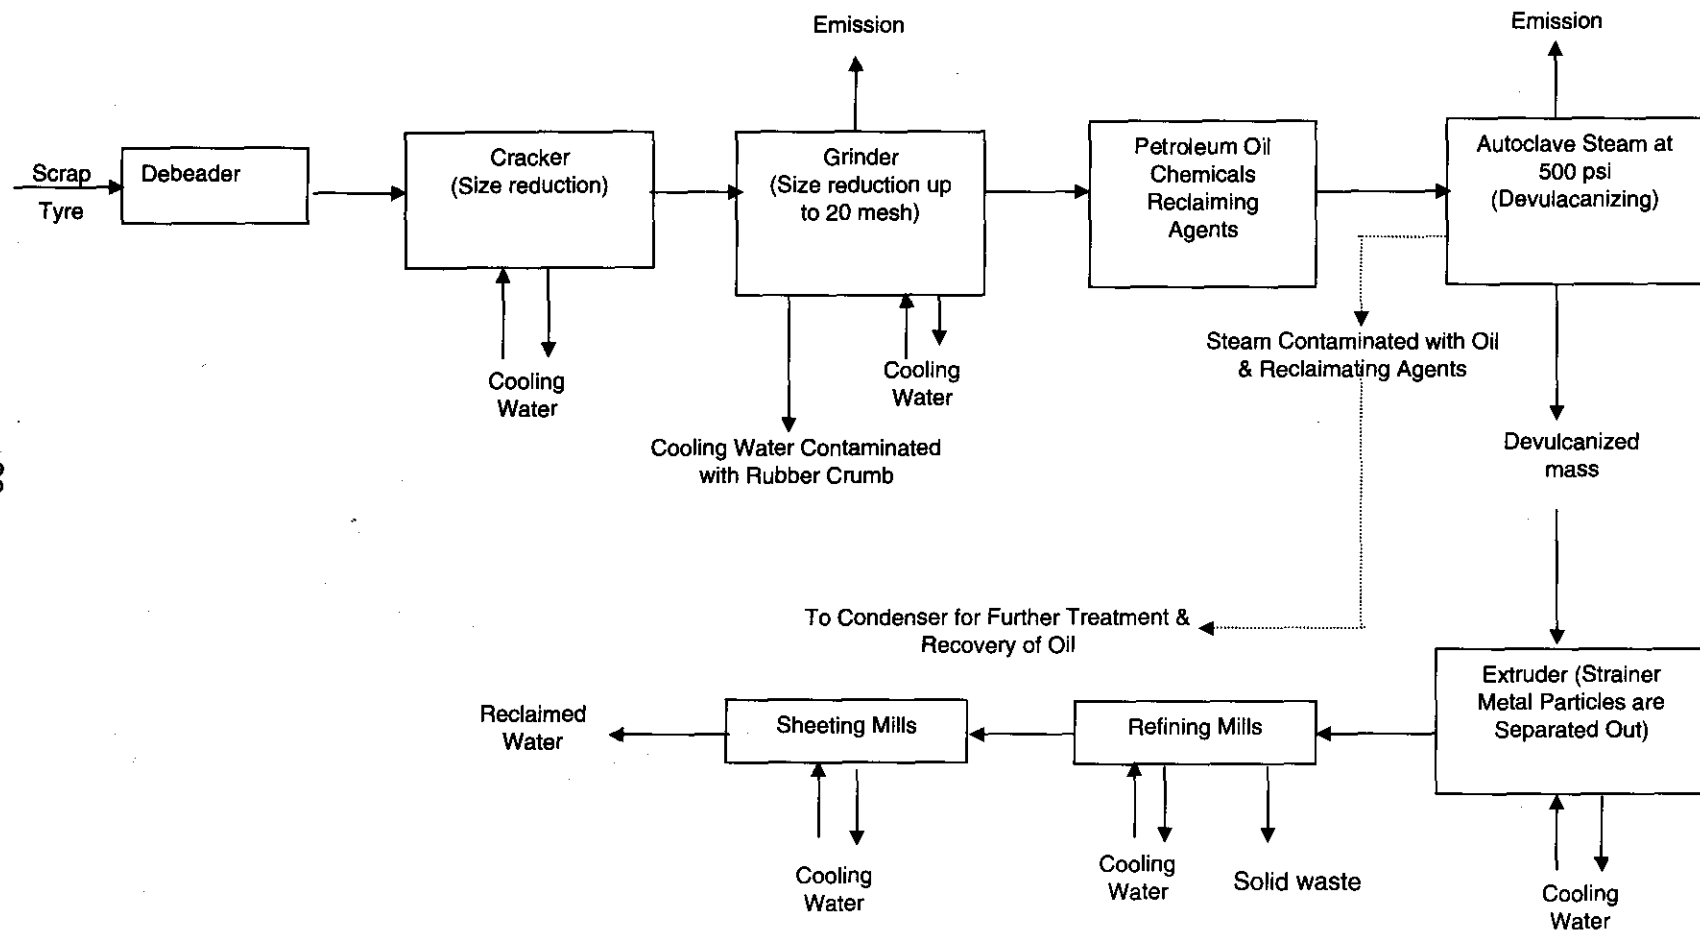 Emission
Emission
Scrap
Tyre
Debeader
Cracker
(Size reduction)
Grinder
(Size reduction up
to 20 mesh)
Petroleum Oil
Chemicals
Reclaiming
Agents
Autoclave Steam at
500 psi
(Devulacanizing)
Cooling
Water
Cooling
Water
Steam Contaminated with Oil
& Reclaimating Agents
Cooling Water Contaminated
with Rubber Crumb
Devulcanized
mass
To Condenser for Further Treatment &
Recovery of Oil
Reclaimed
Water
Sheeting Mills
Refining Mills
Extruder (Strainer
Metal Particles are
Separated Out)
Cooling
Water
Cooling
Water
Solid waste
Cooling
Water